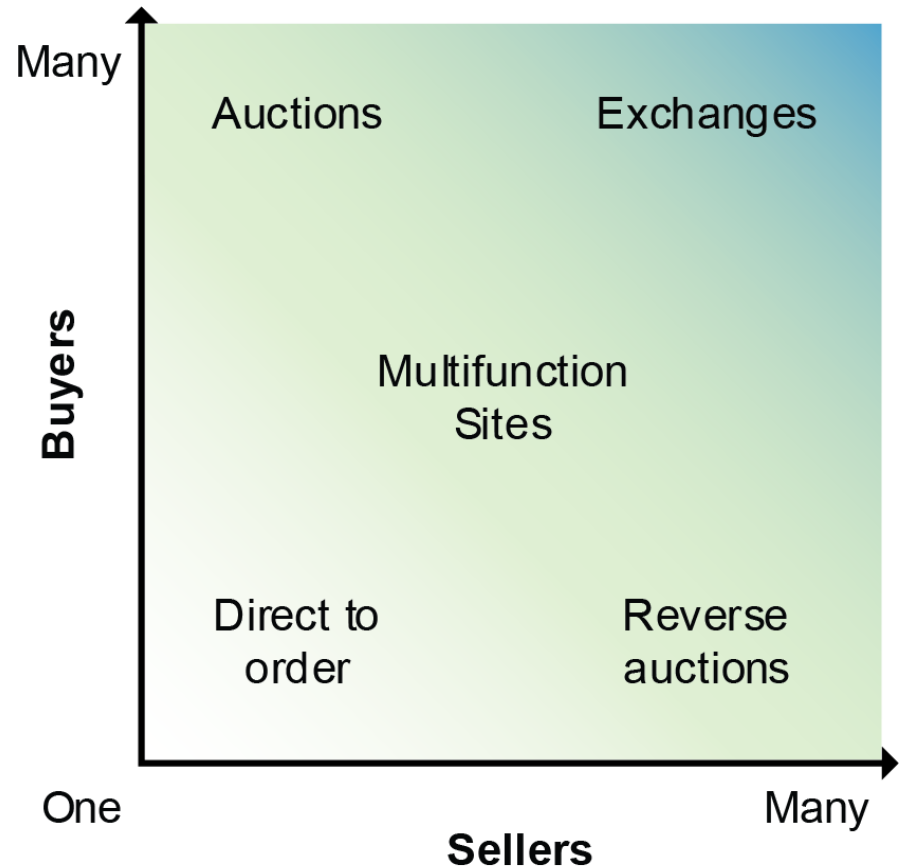 Many
Auctions
Exchanges
Buyers
Multifunction
Sites
Direct to
order
Reverse
auctions
One
Many
Sellers